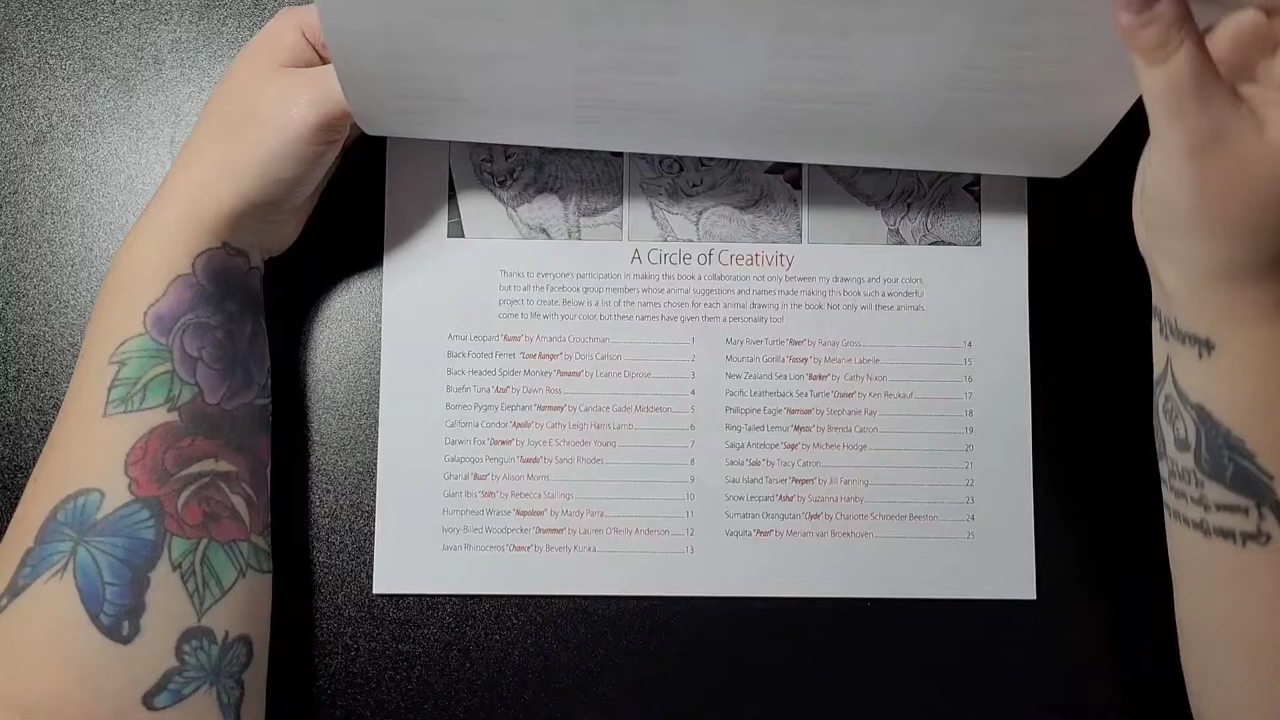 A Circle of Creativity
Thanks to everyone's participation in making this book a collaboration not only between my drawings and your colors,
but to all the Facebook group members whose animal suggestions and names made making this book such a wonderful
project to create. Below is a list of the names chosen for each animal drawing in the book. Not only will these animals
come to life with your color, but these names have given them a personality too!
Amur Leopard "Ruma" by Amanda Crouchman 1
Black Footed Ferret "Lone Ranger" by Doris Carlson 2
Black-Headed Spider Monkey "Panama" by Leanne Diprose 3
Bluefin Tuna "Azul" by Dawn Ross 4
Borneo Pygmy Elephant "Harmony" by Candace Gadel Middleton 5
California Condor "Apollo" by Cathy Leigh Harris Lamb 6
Darwin Fox "Darwin" by Joyce E Schroeder Young 7
Galapogos Penguin "Tuxedo" by Sandi Rhodes 8
Gharial "Buzz" by Alison Morris 9
Giant Ibis "Stilts" by Rebecca Stallings 10
Humphead Wrasse "Napoleon" by Mardy Parra 11
Ivory-Billed Woodpecker "Drummer" by Lauren O'Reilly Anderson 12
Javan Rhinoceros "Chance" by Beverly Kunka 13
Mary River Turtle "River" by Ranay Gross 14
Mountain Gorilla "Fossey" by Melanie Labelle 15
New Zealand Sea Lion "Barker" by Cathy Nixon 16
Pacific Leatherback Sea Turtle "Cruiser" by Ken Reukauf 17
Philippine Eagle "Harrison" by Stephanie Ray 18
Ring-Tailed Lemur "Mystic" by Brenda Catron 19
Saiga Antelope "Sage" by Michele Hodge 20
Saola "Solo" by Tracy Catron 21
Siau Island Tarsier "Peepers" by Jill Fanning 22
Snow Leopard "Asha" by Suzanna Hanby 23
Sumatran Orangutan "Clyde" by Charlotte Schroeder Beeston 24
Vaquita "Pearl" by Meriam van Broekhoven 25